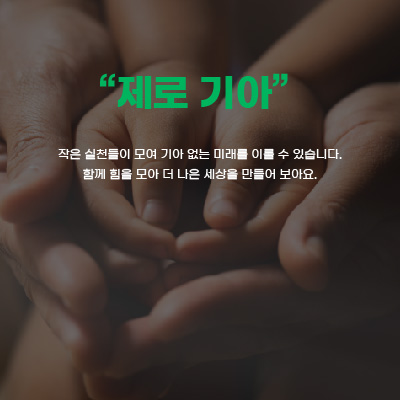 “제로 기아”
작은 실천들이 모여 기아 없는 미래를 이룰 수 있습니다.
함께 힘을 모아 더 나은 세상을 만들어 보아요.